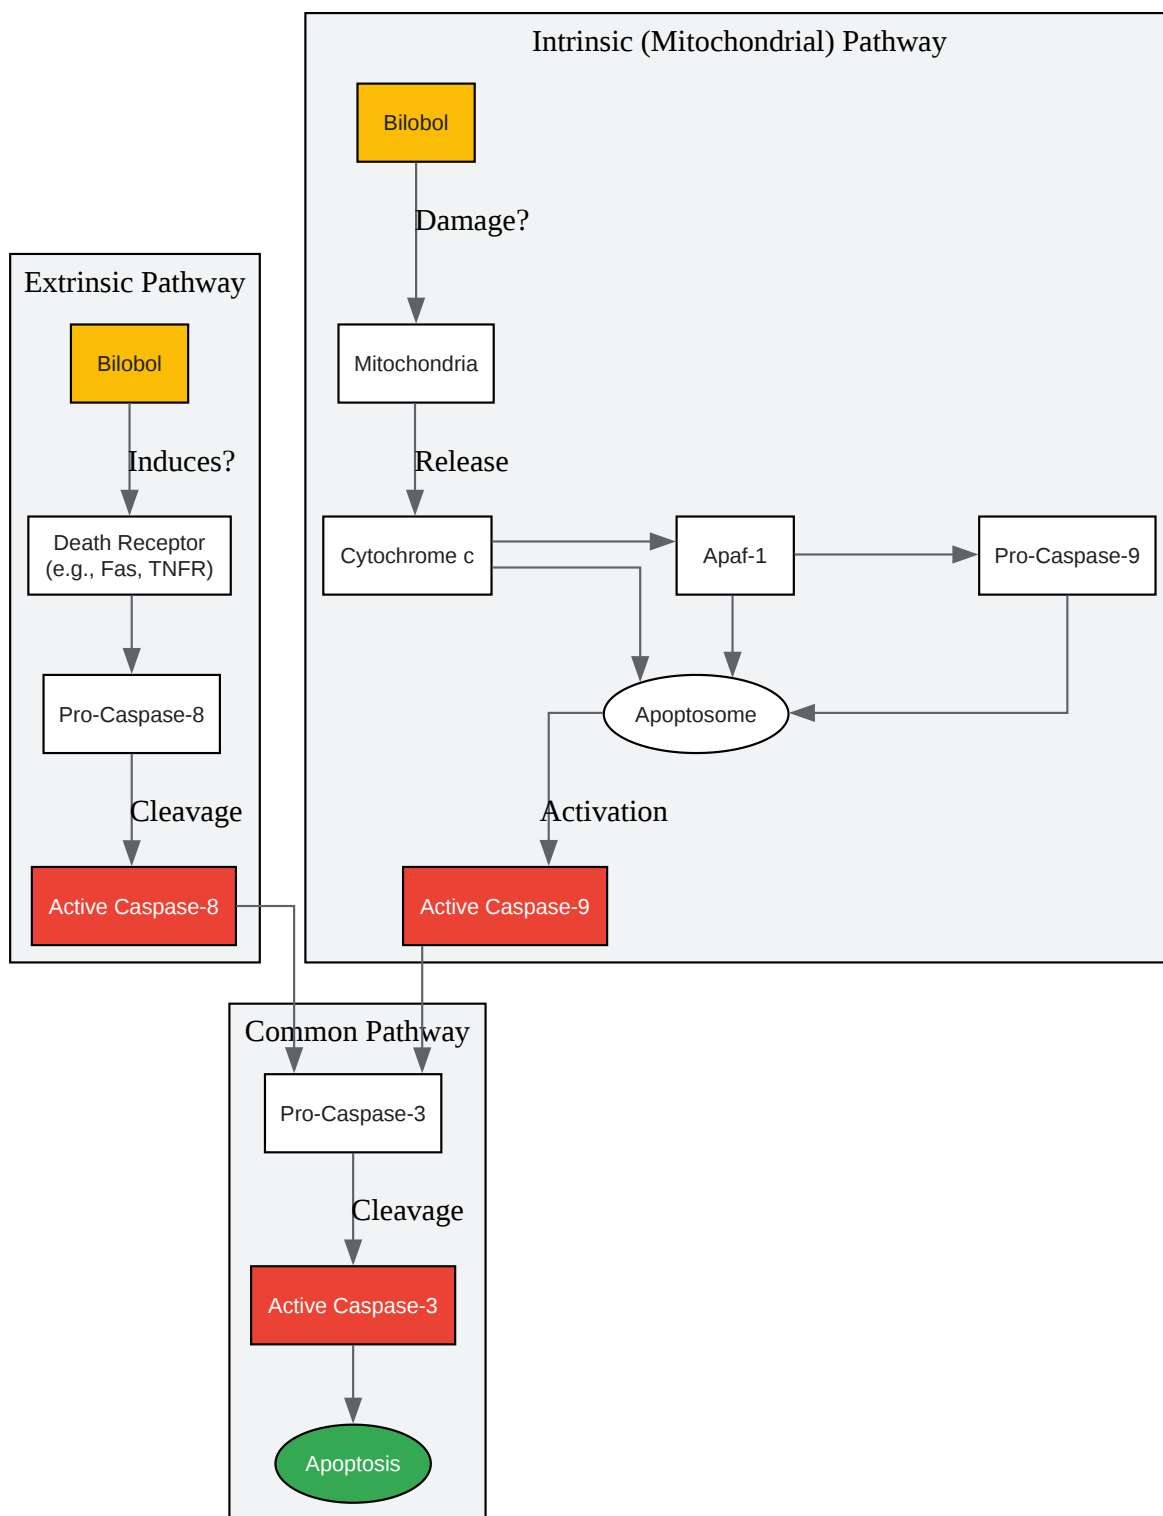 Intrinsic (Mitochondrial) Pathway
Bilobol
Damage?
Mitochondria
Release
Cytochrome c
Apaf-1
Pro-Caspase-9
Apoptosome
Activation
Active Caspase-9
Extrinsic Pathway
Bilobol
Induces?
Death Receptor
(e.g., Fas, TNFR)
Pro-Caspase-8
Cleavage
Active Caspase-8
Common Pathway
Pro-Caspase-3
Cleavage
Active Caspase-3
Apoptosis